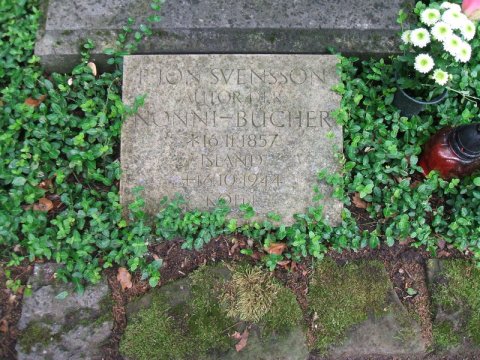 P. JON SVENSSON
AUTOR DER
NONNI-BÜCHER
*16.11.1857
ISLAND
†16.10.1944
KÖLN